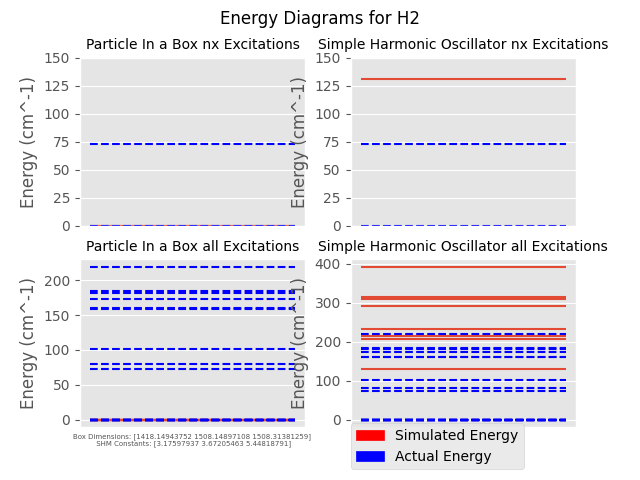 Energy Diagrams for H2
Particle In a Box nx Excitations
Simple Harmonic Oscillator nx Excitations
Energy (cm^-1)
150
125
100
75
50
25
0
Energy (cm^-1)
150
125
100
75
50
25
0
Particle In a Box all Excitations
Simple Harmonic Oscillator all Excitations
Energy (cm^-1)
200
150
100
50
0
Energy (cm^-1)
400
300
200
100
0
Box Dimensions: [1418.14943752 1508.14897108 1508.31381259]
SHM Constants: [3.17597937 3.67205463 5.44818791]
Simulated Energy
Actual Energy